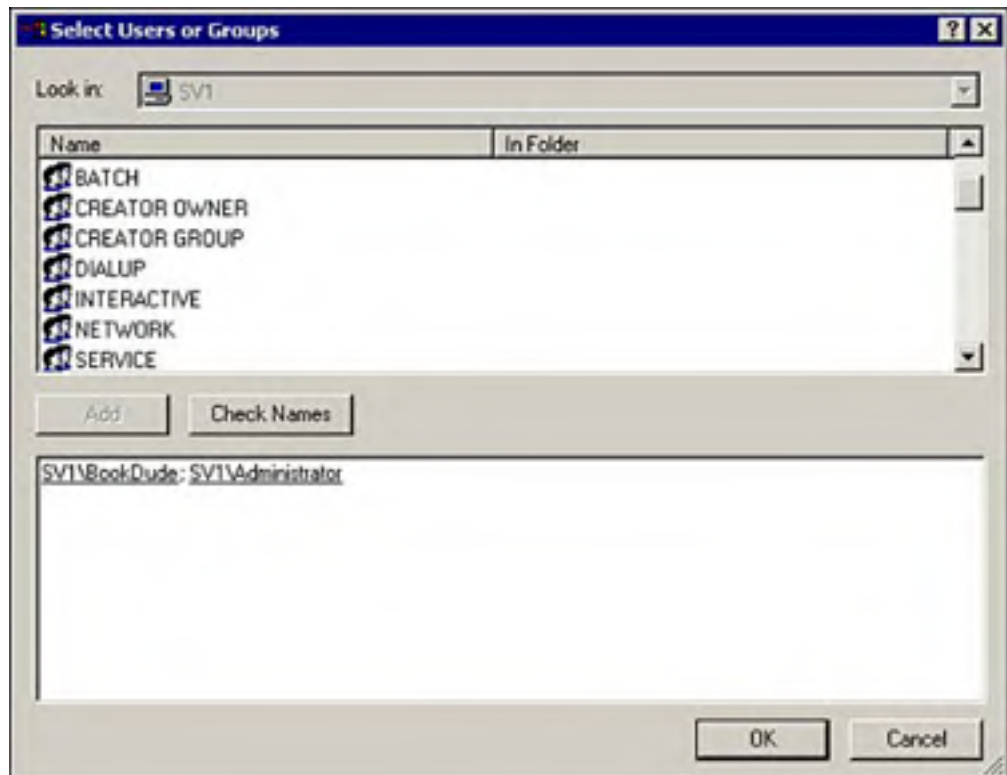 Select Users or Groups
Look in: SV1
Name In Folder
BATCH
CREATOR OWNER
CREATOR GROUP
DIALUP
INTERACTIVE
NETWORK
SERVICE
Add Check Names
SV1\BookDude; SV1\Administrator
OK Cancel